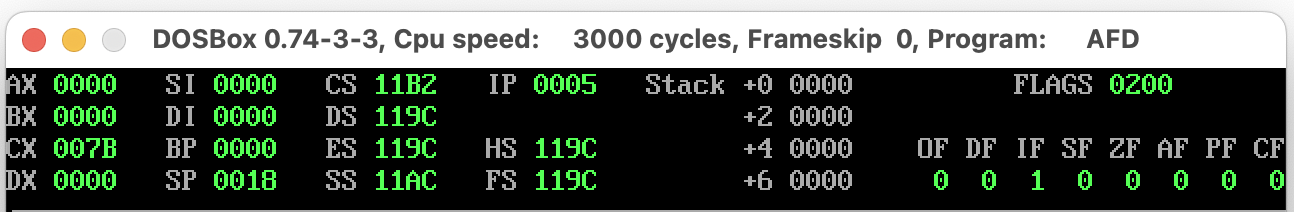 DOSBox 0.74-3-3, Cpu speed: 3000 cycles, Frameskip 0, Program: AFD
AX 0000 SI 0000 CS 11B2 IP 0005 Stack +0 0000 FLAGS 0200
BX 0000 DI 0000 DS 119C +2 0000
CX 007B BP 0000 ES 119C HS 119C +4 0000 OF DF IF SF ZF AF PF CF
DX 0000 SP 0018 SS 11AC FS 119C +6 0000 0 0 1 0 0 0 0 0